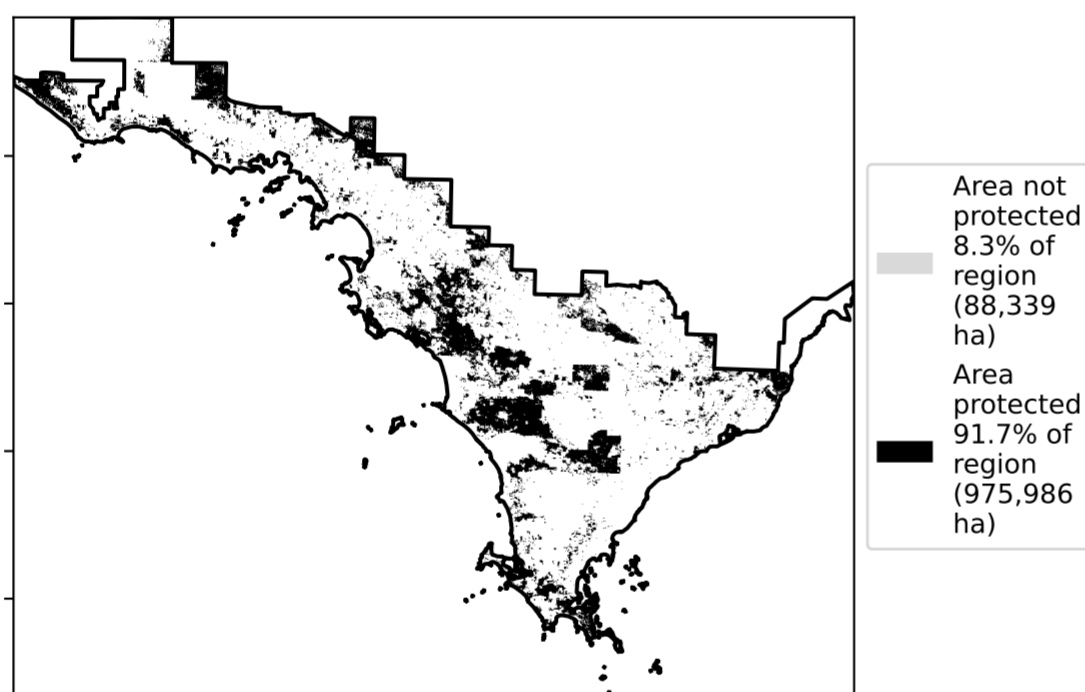 Area not
protected
8.3% of
region
(88,339
ha)
Area
protected
91.7% of
region
(975,986
ha)